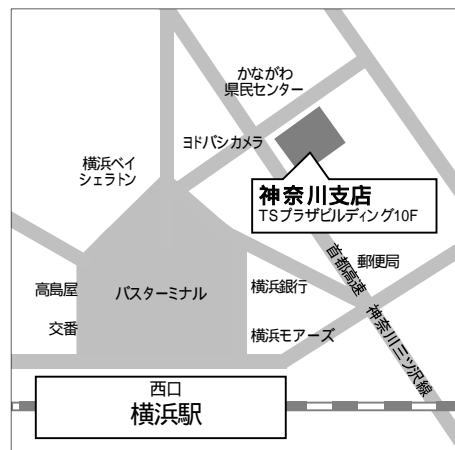 かながわ
県民センター
ヨドバシカメラ
横浜ベイ
シェラトン
神奈川支店
TSプラザビルディング10F
首都高速 神奈川三ツ沢線
郵便局
高島屋
バスターミナル
横浜銀行
交番
横浜モアーズ
西口
横浜駅